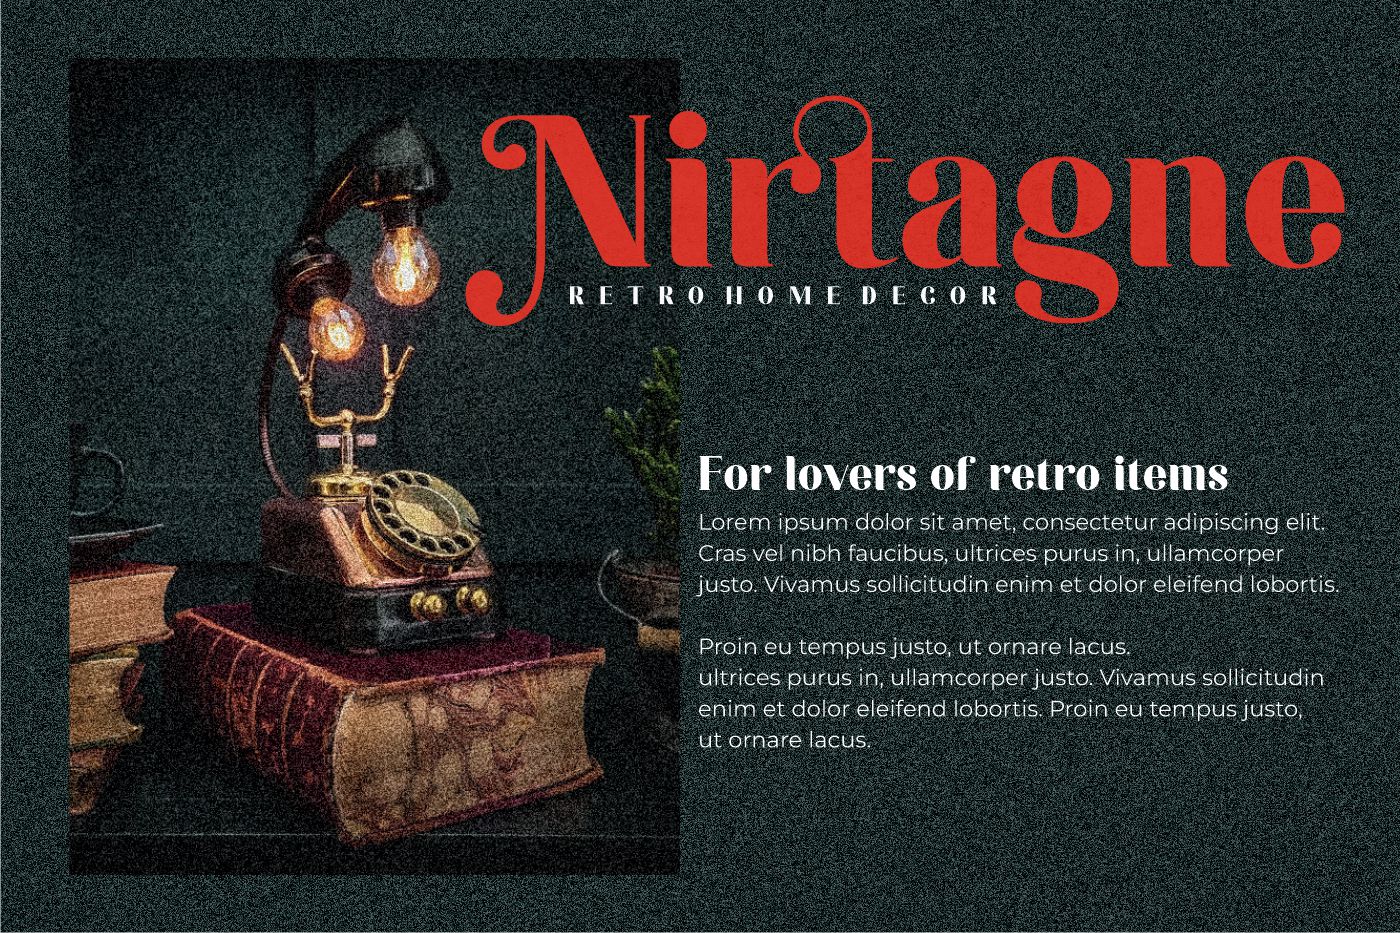 Nirtagne
RETRO HOME DECOR
For lovers of retro items
Lorem ipsum dolor sit amet, consectetur adipiscing elit.
Cras vel nibh faucibus, ultrices purus in, ullamcorper
justo. Vivamus sollicitudin enim et dolor eleifend lobortis.
Proin eu tempus justo, ut ornare lacus.
ultrices purus in, ullamcorper justo. Vivamus sollicitudin
enim et dolor eleifend lobortis. Proin eu tempus justo,
ut ornare lacus.